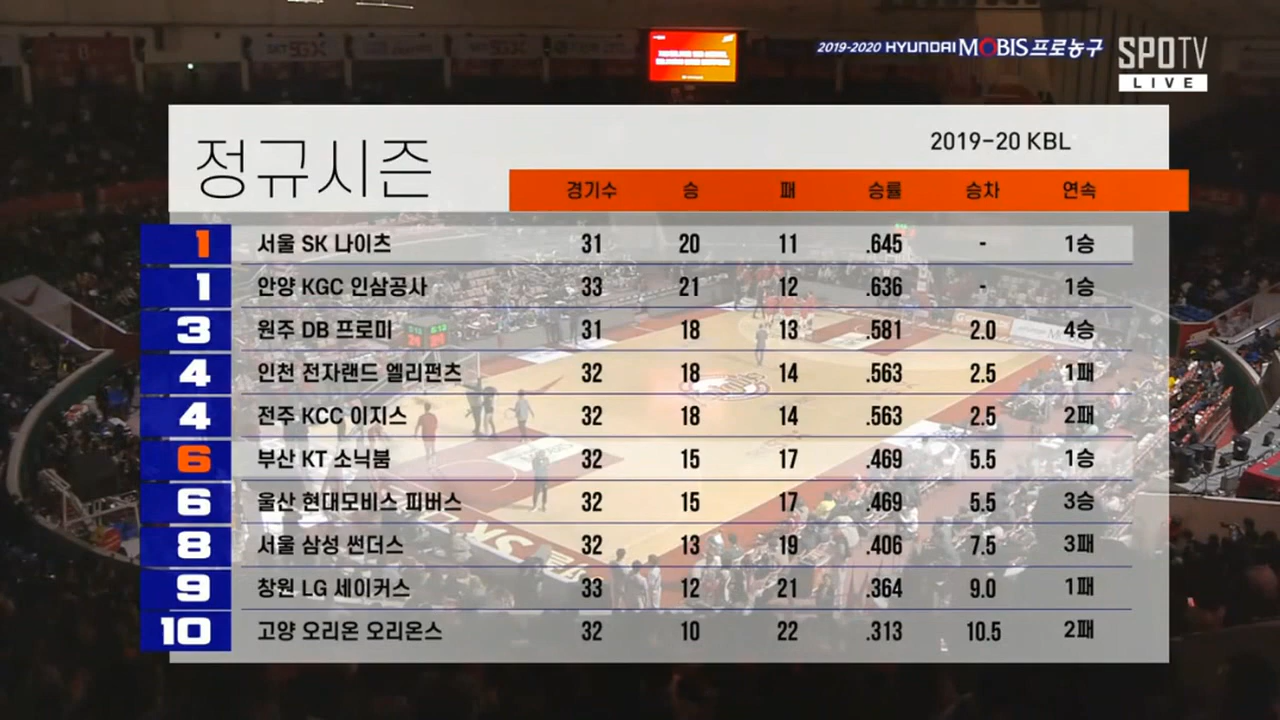 2019-2020 HYUNDAI MOBIS 프로농구
SPOTV
LIVE
정규시즌
2019-20 KBL
경기수 승 패 승률 승차 연속
1 서울 SK 나이츠 31 20 11 .645 - 1승
1 안양 KGC 인삼공사 33 21 12 .636 - 1승
3 원주 DB 프로미 31 18 13 .581 2.0 4승
4 인천 전자랜드 엘리펀츠 32 18 14 .563 2.5 1패
4 전주 KCC 이지스 32 18 14 .563 2.5 2패
6 부산 KT 소닉붐 32 15 17 .469 5.5 1승
6 울산 현대모비스 피버스 32 15 17 .469 5.5 3승
8 서울 삼성 썬더스 32 13 19 .406 7.5 3패
9 창원 LG 세이커스 33 12 21 .364 9.0 1패
10 고양 오리온 오리온스 32 10 22 .313 10.5 2패
SK